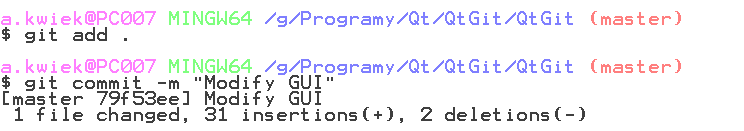 a.kwiek@PC007 MINGW64 /g/Programy/Qt/QtGit/QtGit (master)
$ git add .
a.kwiek@PC007 MINGW64 /g/Programy/Qt/QtGit/QtGit (master)
$ git commit -m "Modify GUI"
[master 79f53ee] Modify GUI
 1 file changed, 31 insertions(+), 2 deletions(-)